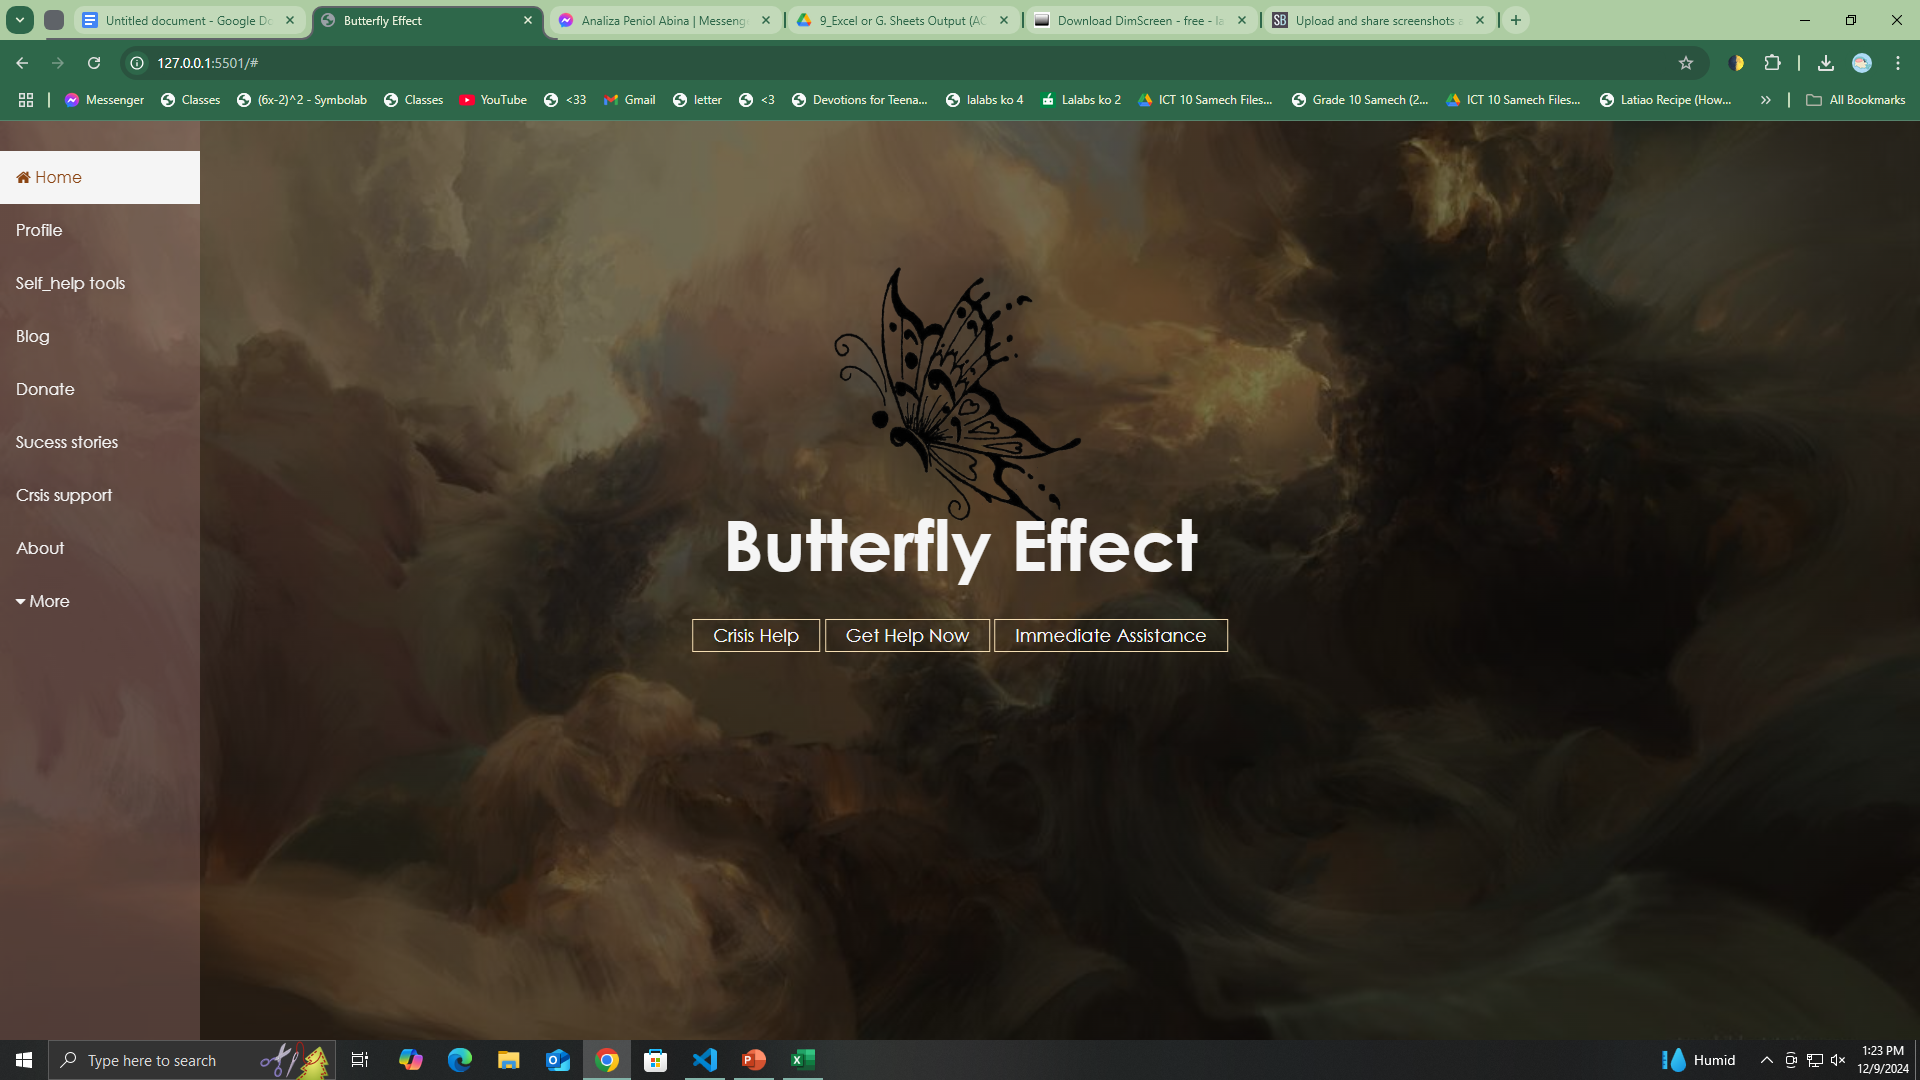 Untitled document - Google Do
Butterfly Effect
Analiza Peniol Abina | Messenge
9_Excel or G. Sheets Output (AC
Download DimScreen - free - la
SB
Upload and share screenshots a
127.0.0.1:5501/#
Messenger
Classes
(6x-2)^2 - Symbolab
Classes
YouTube
<33
Gmail
letter
<3
Devotions for Teena...
lalabs ko 4
Lalabs ko 2
ICT 10 Samech Files...
Grade 10 Samech (2...
ICT 10 Samech Files...
Latiao Recipe (How...
All Bookmarks
Home
Profile
Self_help tools
Blog
Donate
Sucess stories
Crsis support
About
More
Butterfly Effect
Crisis Help
Get Help Now
Immediate Assistance
Type here to search
Humid
1:23 PM
12/9/2024